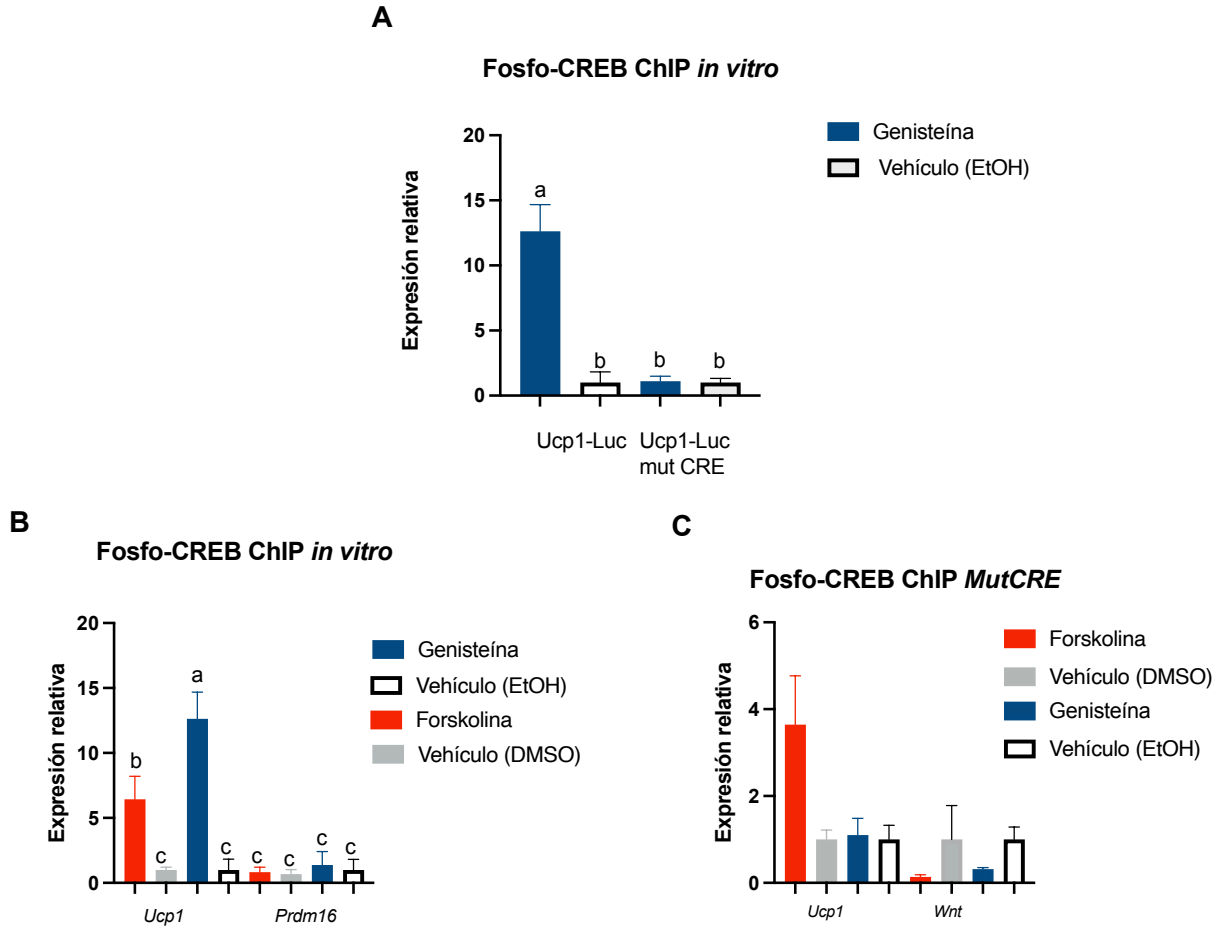 A
Fosfo-CREB ChIP in vitro
Expresión relativa
20
15
10
5
0
a
b
b
b
Ucp1-Luc
Ucp1-Luc
mut CRE
Genisteína
Vehículo (EtOH)
B
Fosfo-CREB ChIP in vitro
Expresión relativa
20
15
10
5
0
b
c
a
c
c
c
c
c
Ucp1
Prdm16
Genisteína
Vehículo (EtOH)
Forskolina
Vehículo (DMSO)
C
Fosfo-CREB ChIP MutCRE
Expresión relativa
6
4
2
0
Ucp1
Wnt
Forskolina
Vehículo (DMSO)
Genisteína
Vehículo (EtOH)